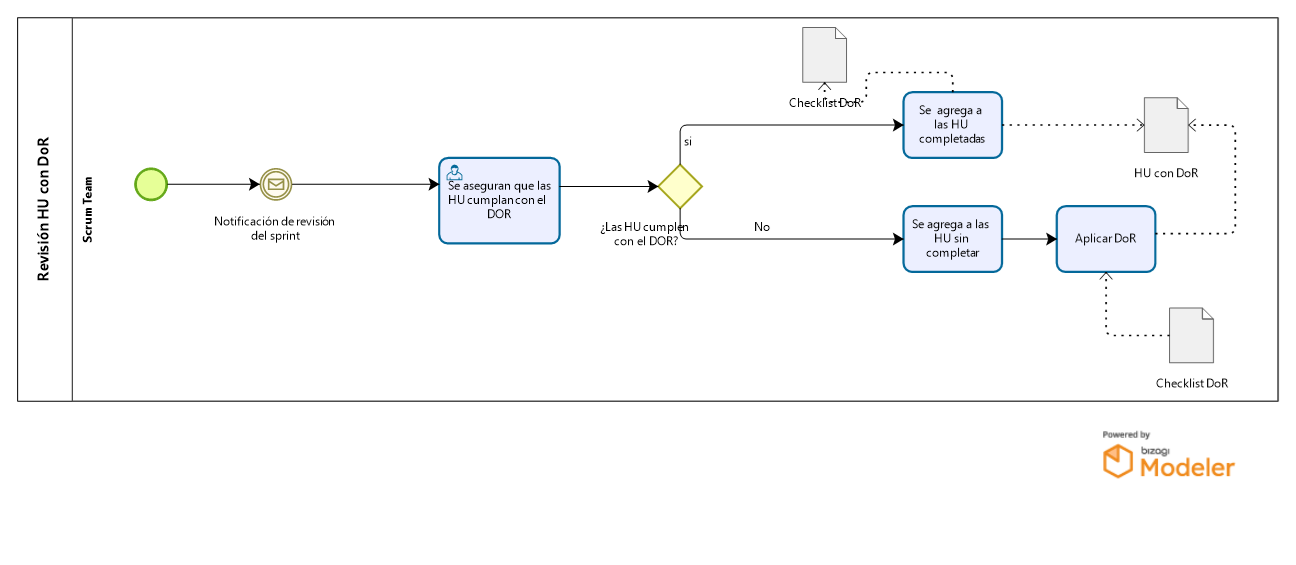 Revisión HU con DoR
Scrum Team
Notificación de revisión
del sprint
Se aseguran que las
HU cumplan con el
DOR
¿Las HU cumplen
con el DOR?
si
No
Checklist DoR
Se agrega a
las HU
completadas
HU con DoR
Se agrega a las
HU sin
completar
Aplicar DoR
Checklist DoR
Powered by
bizagi
Modeler